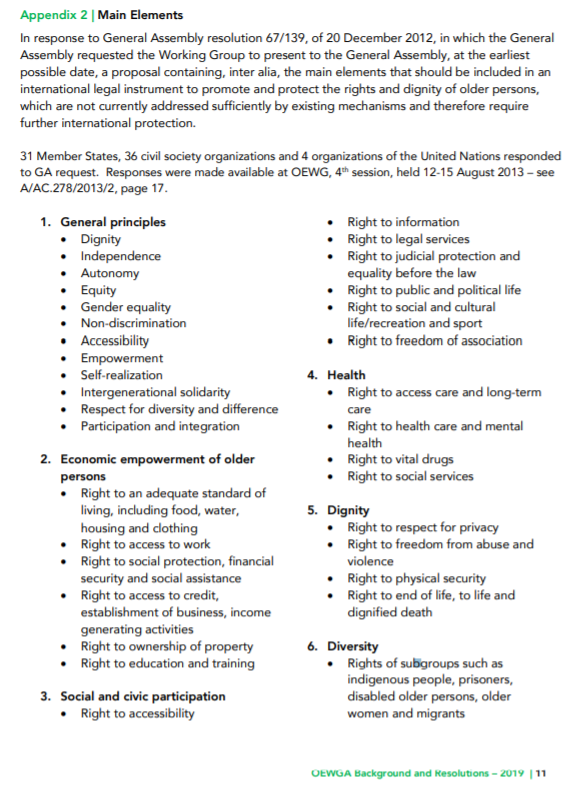 Appendix 2 | Main Elements
In response to General Assembly resolution 67/139, of 20 December 2012, in which the General
Assembly requested the Working Group to present to the General Assembly, at the earliest
possible date, a proposal containing, inter alia, the main elements that should be included in an
international legal instrument to promote and protect the rights and dignity of older persons,
which are not currently addressed sufficiently by existing mechanisms and therefore require
further international protection.
31 Member States, 36 civil society organizations and 4 organizations of the United Nations responded
to GA request. Responses were made available at OEWG, 4th session, held 12-15 August 2013 – see
A/AC.278/2013/2, page 17.
1. General principles
• Dignity
• Independence
• Autonomy
• Equity
• Gender equality
• Non-discrimination
• Accessibility
• Empowerment
• Self-realization
• Intergenerational solidarity
• Respect for diversity and difference
• Participation and integration
2. Economic empowerment of older
persons
• Right to an adequate standard of
living, including food, water,
housing and clothing
• Right to access to work
• Right to social protection, financial
security and social assistance
• Right to access to credit,
establishment of business, income
generating activities
• Right to ownership of property
• Right to education and training
3. Social and civic participation
• Right to accessibility
• Right to information
• Right to legal services
• Right to judicial protection and
equality before the law
• Right to public and political life
• Right to social and cultural
life/recreation and sport
• Right to freedom of association
4. Health
• Right to access care and long-term
care
• Right to health care and mental
health
• Right to vital drugs
• Right to social services
5. Dignity
• Right to respect for privacy
• Right to freedom from abuse and
violence
• Right to physical security
• Right to end of life, to life and
dignified death
6. Diversity
• Rights of subgroups such as
indigenous people, prisoners,
disabled older persons, older
women and migrants
OEWGA Background and Resolutions – 2019 | 11